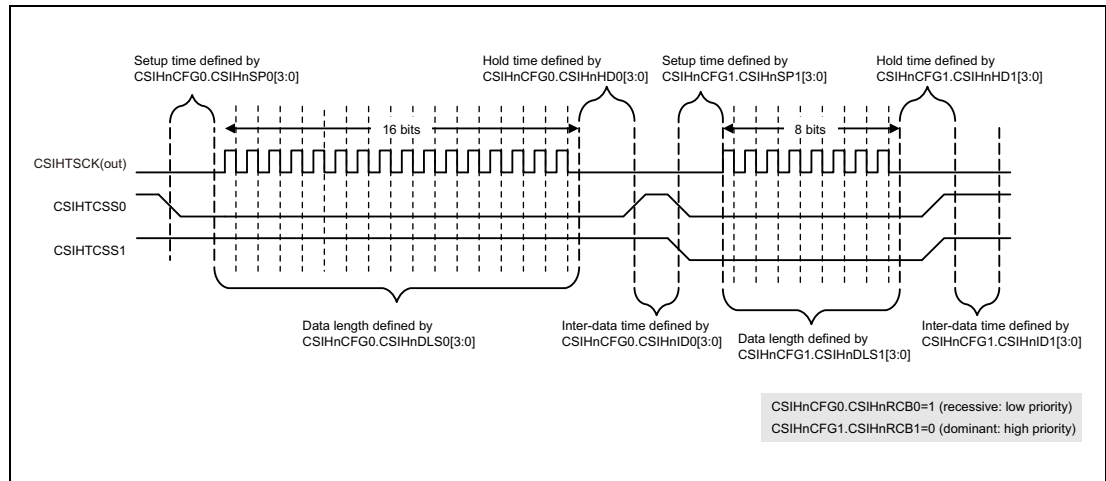 Setup time defined by
CSIHnCFG0.CSIHnSP0[3:0]
Hold time defined by
CSIHnCFG0.CSIHnHD0[3:0]
Setup time defined by
CSIHnCFG1.CSIHnSP1[3:0]
Hold time defined by
CSIHnCFG1.CSIHnHD1[3:0]
16 bits
8 bits
CSIHTSCK(out)
CSIHTCSS0
CSIHTCSS1
Data length defined by
CSIHnCFG0.CSIHnDLS0[3:0]
Inter-data time defined by
CSIHnCFG0.CSIHnID0[3:0]
Data length defined by
CSIHnCFG1.CSIHnDLS1[3:0]
Inter-data time defined by
CSIHnCFG1.CSIHnID1[3:0]
CSIHnCFG0.CSIHnRCB0=1 (recessive: low priority)
CSIHnCFG1.CSIHnRCB1=0 (dominant: high priority)